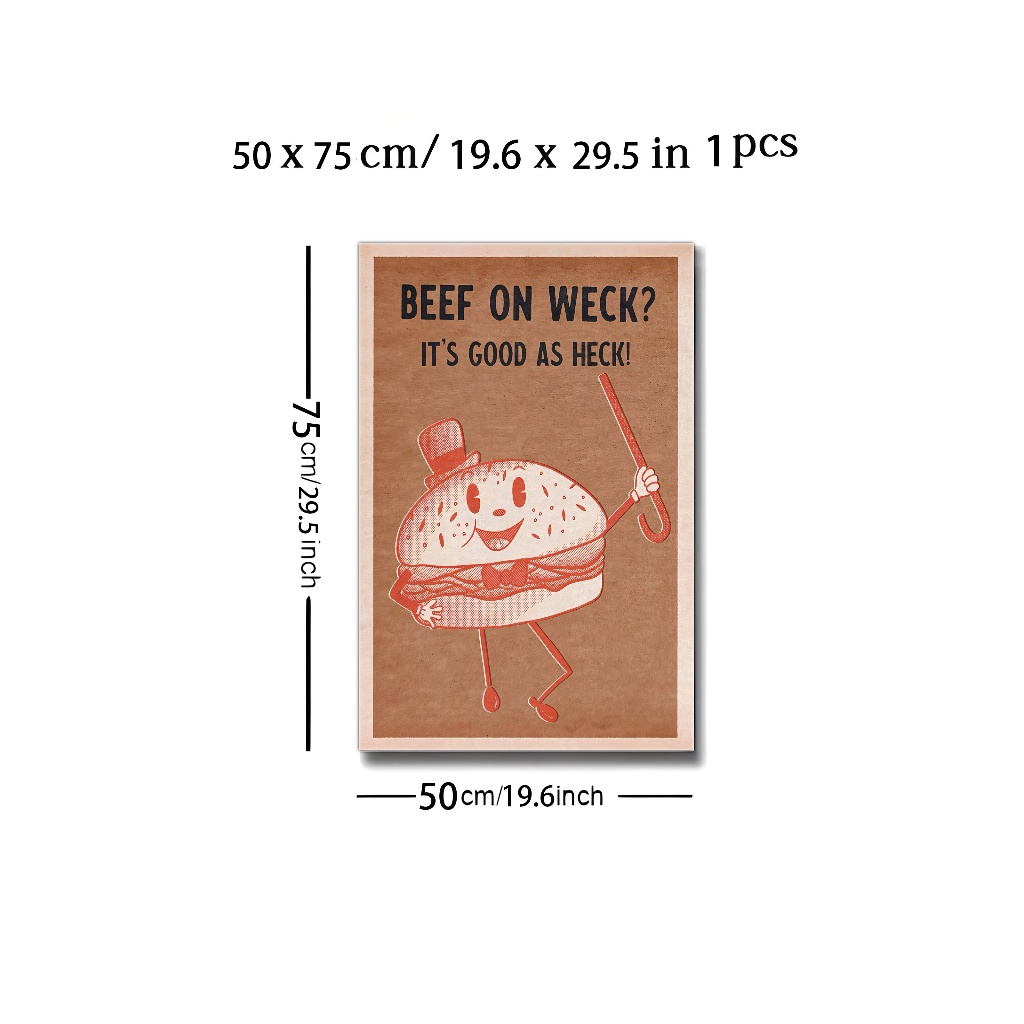 50 x 75 cm/ 19.6 x 29.5 in 1 pcs
BEEF ON WECK?
IT'S GOOD AS HECK!
75cm/29.5inch
50cm/19.6inch